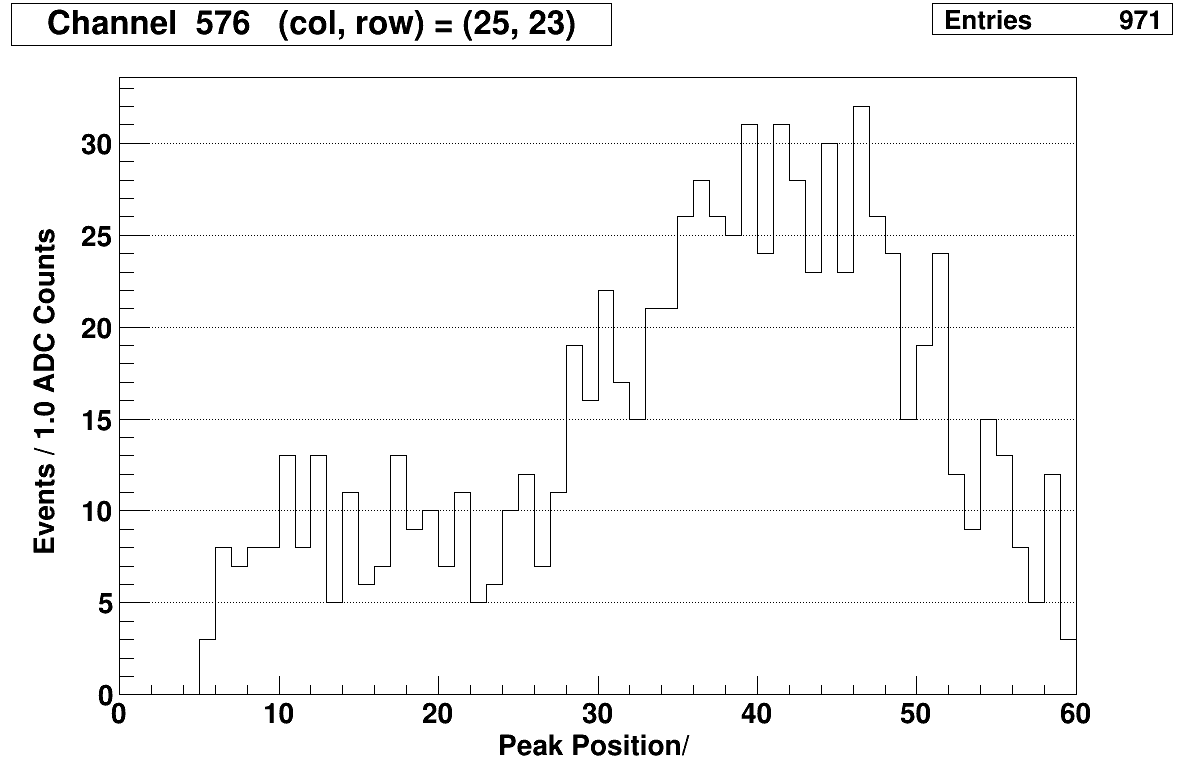 Channel 576 (col, row) = (25, 23)
Entries 971
Events / 1.0 ADC Counts
30
25
20
15
10
5
0
0 10 20 30 40 50 60
Peak Position/